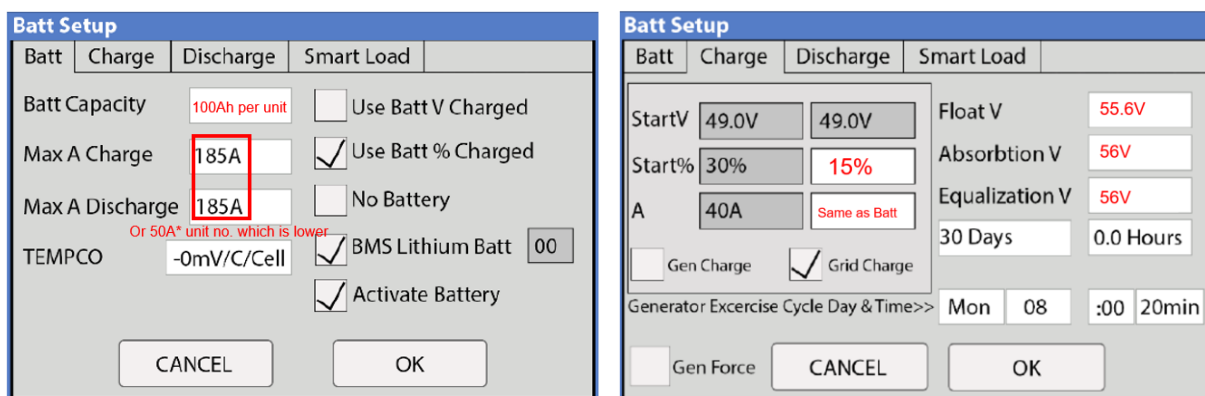 Batt Setup
Batt Charge Discharge Smart Load
Batt Capacity 100Ah per unit Use Batt V Charged
Max A Charge 185A Use Batt % Charged
Max A Discharge 185A No Battery
Or 50A* unit no. which is lower
TEMPCO -0mV/C/Cell BMS Lithium Batt 00
Activate Battery
CANCEL OK
Batt Setup
Batt Charge Discharge Smart Load
StartV 49.0V 49.0V Float V 55.6V
Start% 30% 15% Absorbtion V 56V
A 40A Same as Batt Equalization V 56V
30 Days 0.0 Hours
Gen Charge Grid Charge
Generator Excercise Cycle Day & Time>> Mon 08 :00 20min
Gen Force CANCEL OK